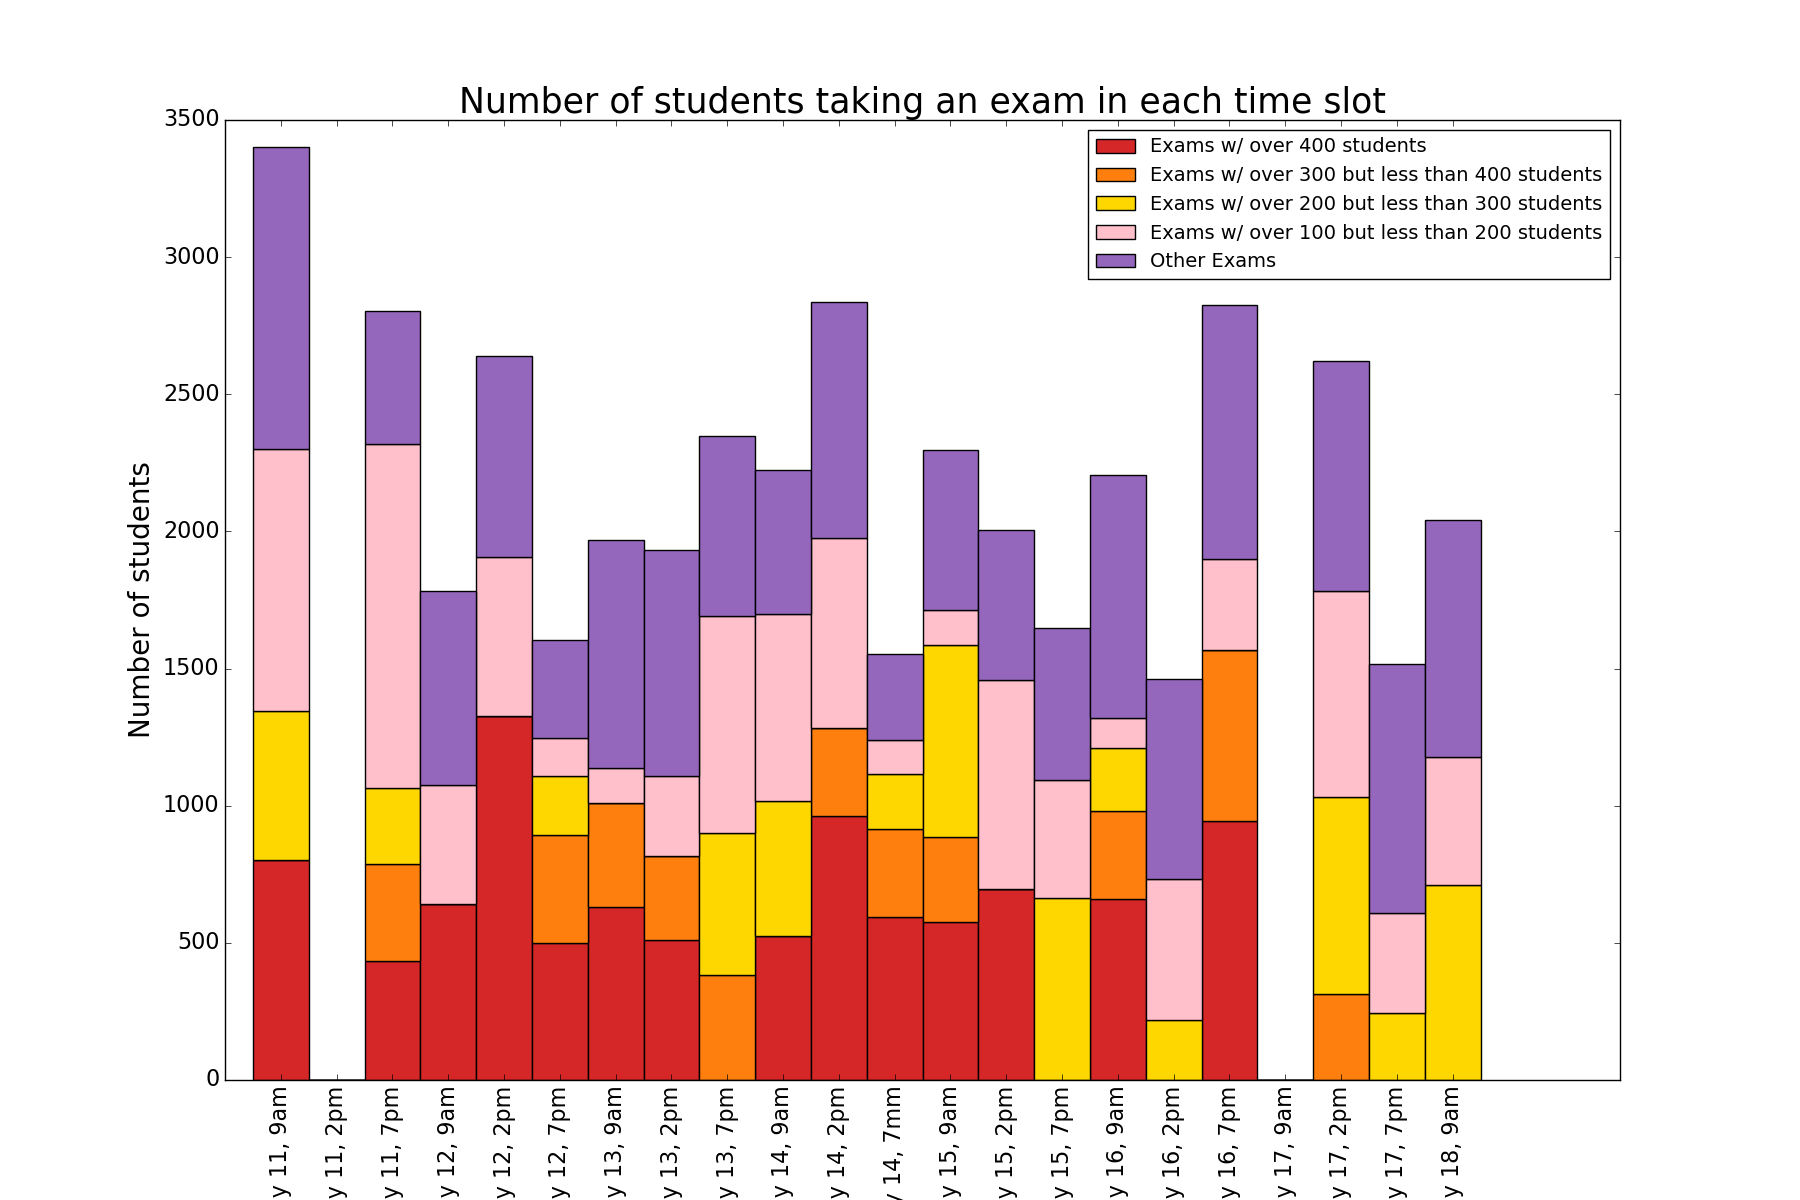 Number of students taking an exam in each time slot
Exams w/ over 400 students
Exams w/ over 300 but less than 400 students
Exams w/ over 200 but less than 300 students
Exams w/ over 100 but less than 200 students
Other Exams
Number of students
3500
3000
2500
2000
1500
1000
500
0
y 11, 9am
y 11, 2pm
y 11, 7pm
y 12, 9am
y 12, 2pm
y 12, 7pm
y 13, 9am
y 13, 2pm
y 13, 7pm
y 14, 9am
y 14, 2pm
y 14, 7mm
y 15, 9am
y 15, 2pm
y 15, 7pm
y 16, 9am
y 16, 2pm
y 16, 7pm
y 17, 9am
y 17, 2pm
y 17, 7pm
y 18, 9am